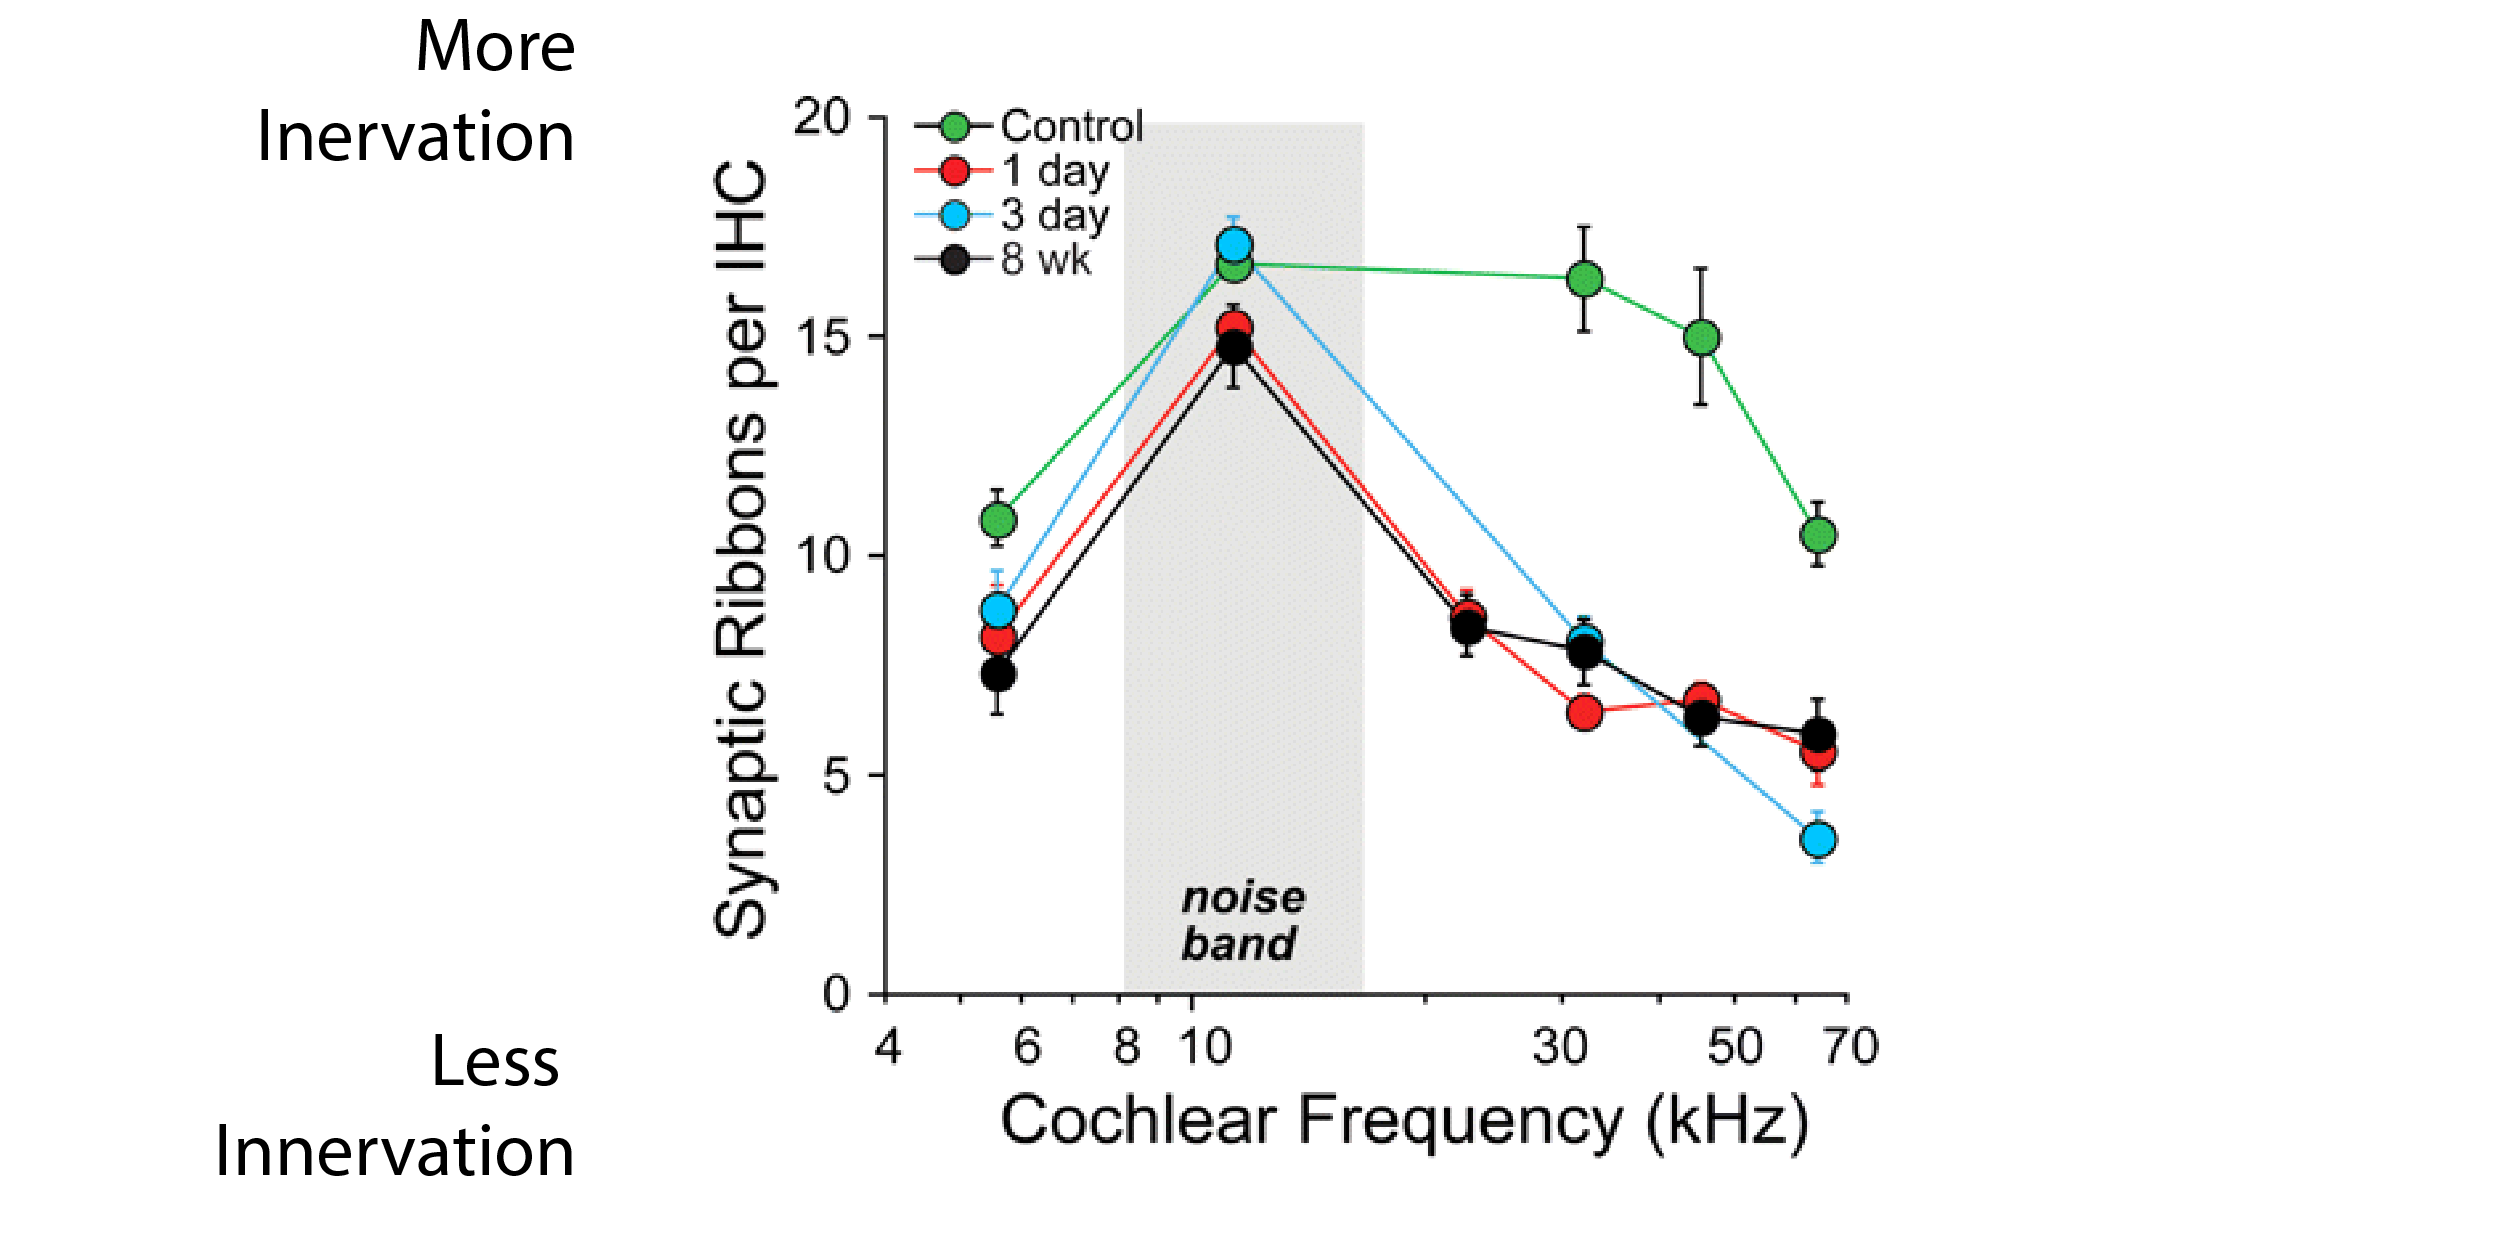 More
Inervation
20
Control
1 day
3 day
8 wk
15
10
5
0
Synaptic Ribbons per IHC
noise
band
4 6 8 10 30 50 70
Cochlear Frequency (kHz)
Less
Innervation